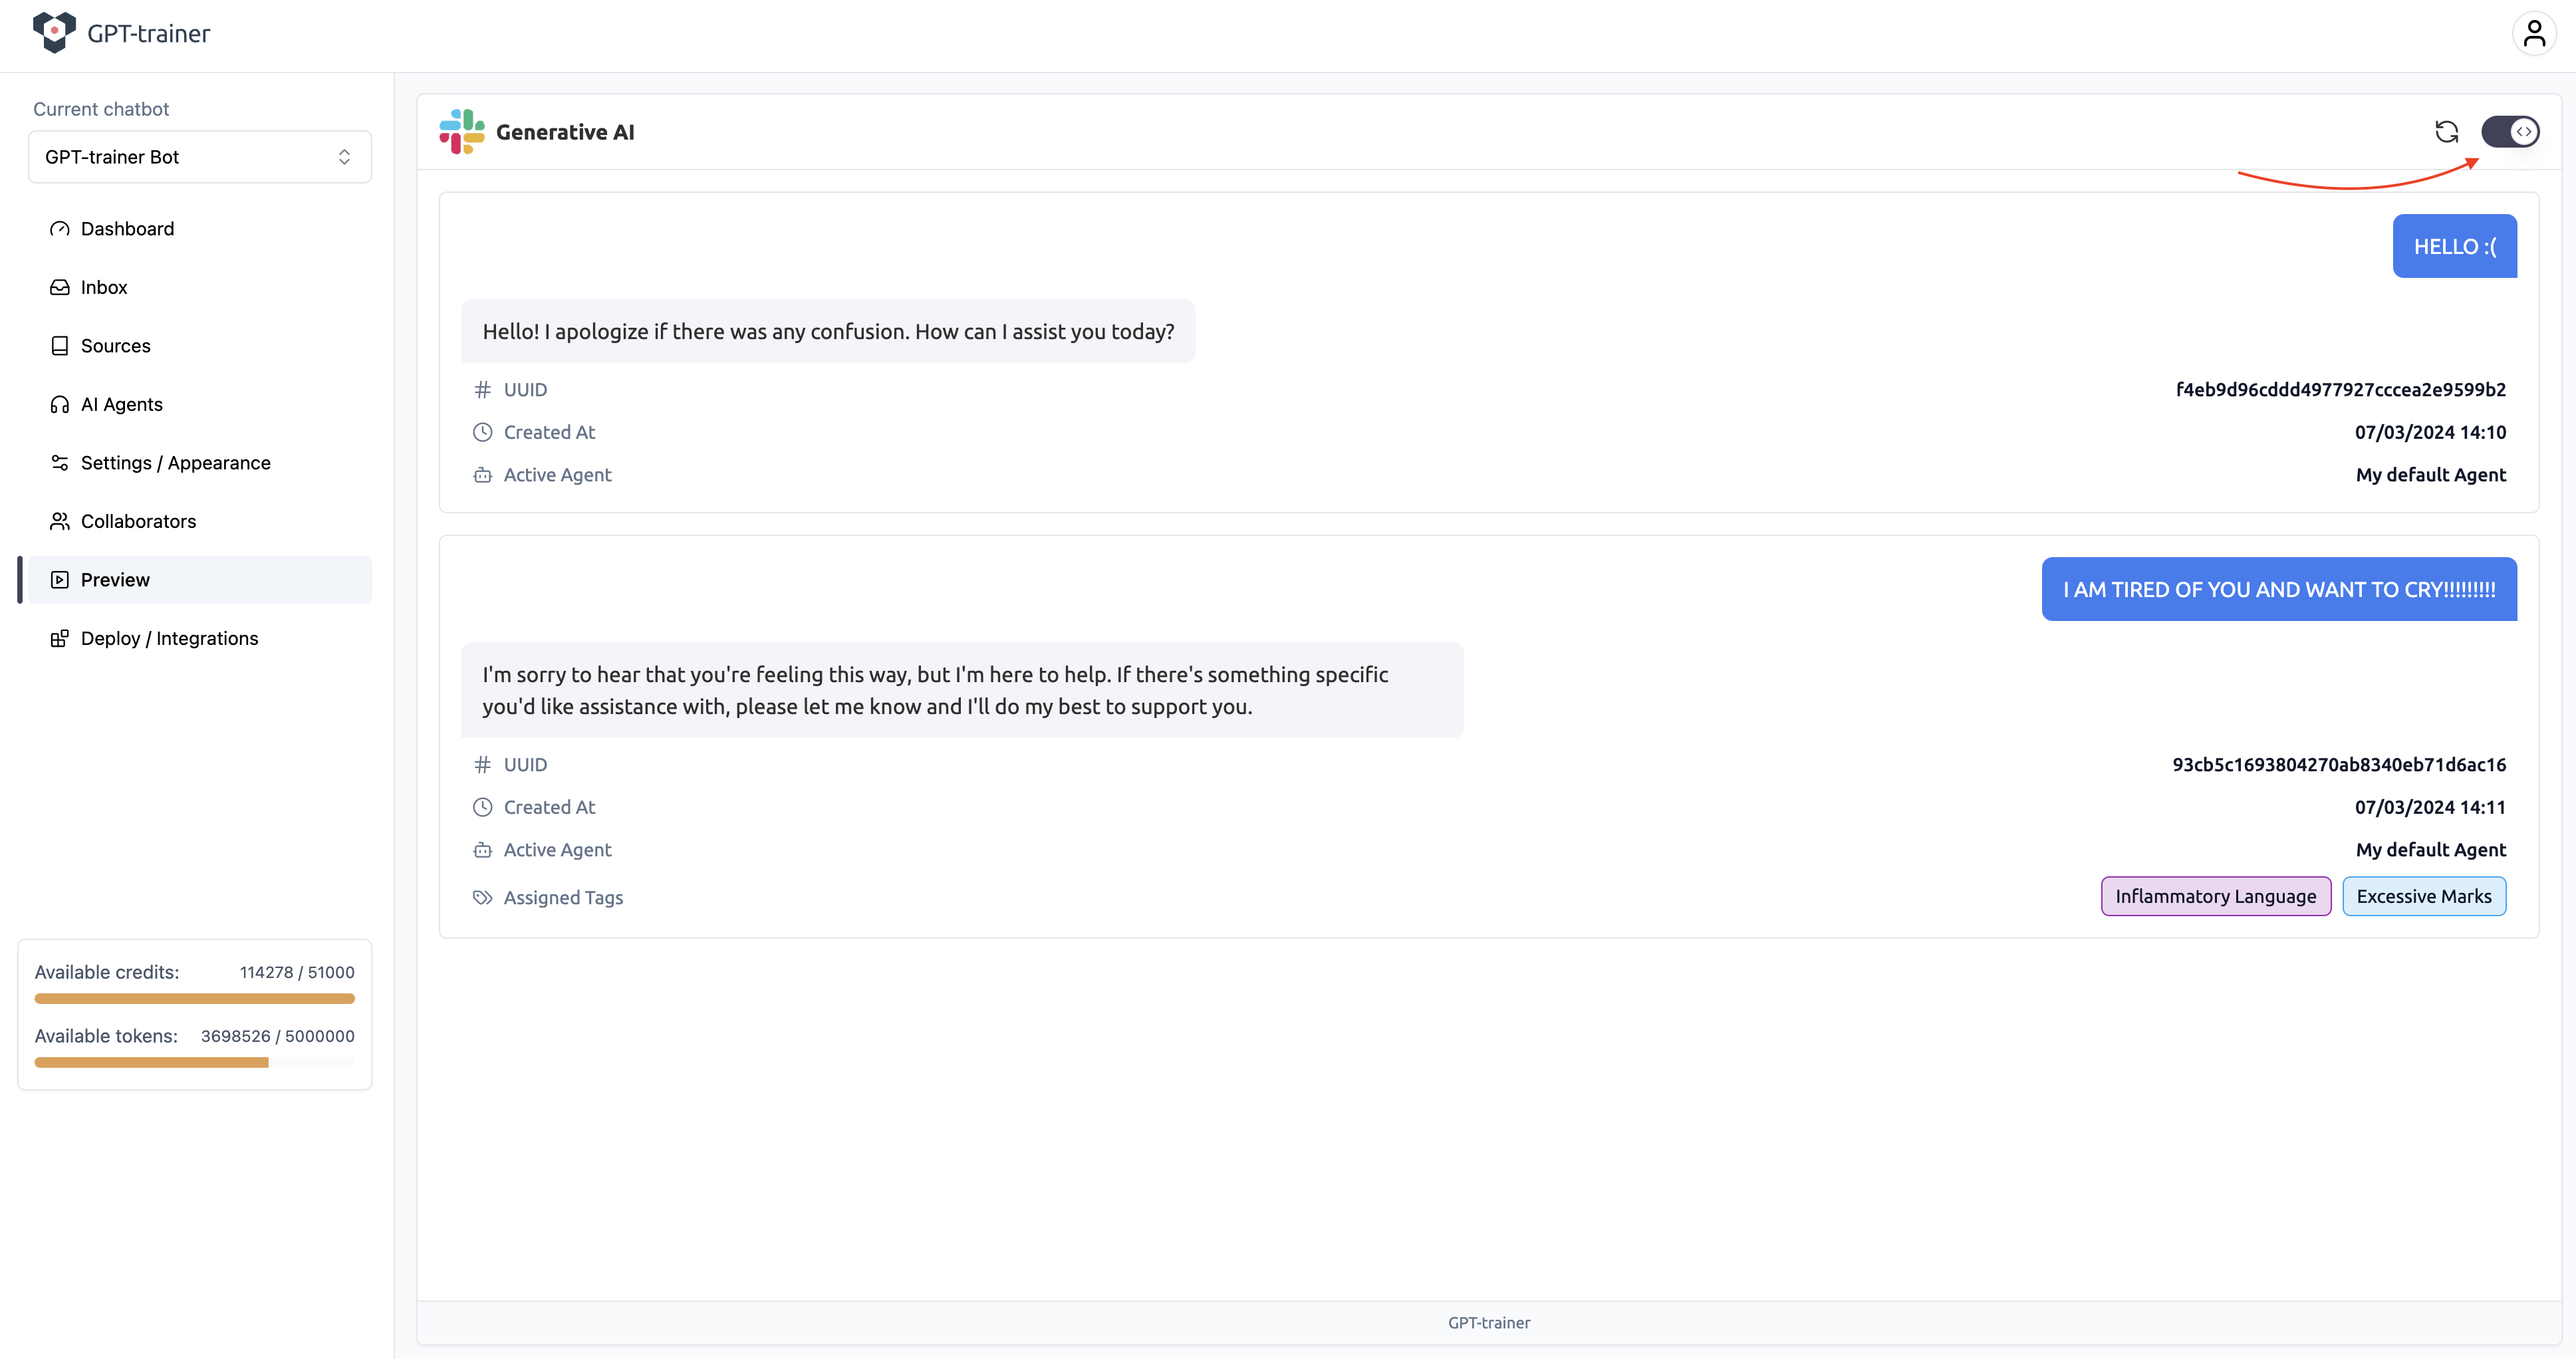 GPT-trainer
Current chatbot
GPT-trainer Bot
Dashboard
Inbox
Sources
AI Agents
Settings / Appearance
Collaborators
Preview
Deploy / Integrations
Available credits: 114278 / 51000
Available tokens: 3698526 / 5000000
Generative AI
HELLO :(
Hello! I apologize if there was any confusion. How can I assist you today?
UUID f4eb9d96cddd4977927cccea2e9599b2
Created At 07/03/2024 14:10
Active Agent My default Agent
I AM TIRED OF YOU AND WANT TO CRY!!!!!!!!!
I'm sorry to hear that you're feeling this way, but I'm here to help. If there's something specific
you'd like assistance with, please let me know and I'll do my best to support you.
UUID 93cb5c1693804270ab8340eb71d6ac16
Created At 07/03/2024 14:11
Active Agent My default Agent
Assigned Tags Inflammatory Language Excessive Marks
GPT-trainer